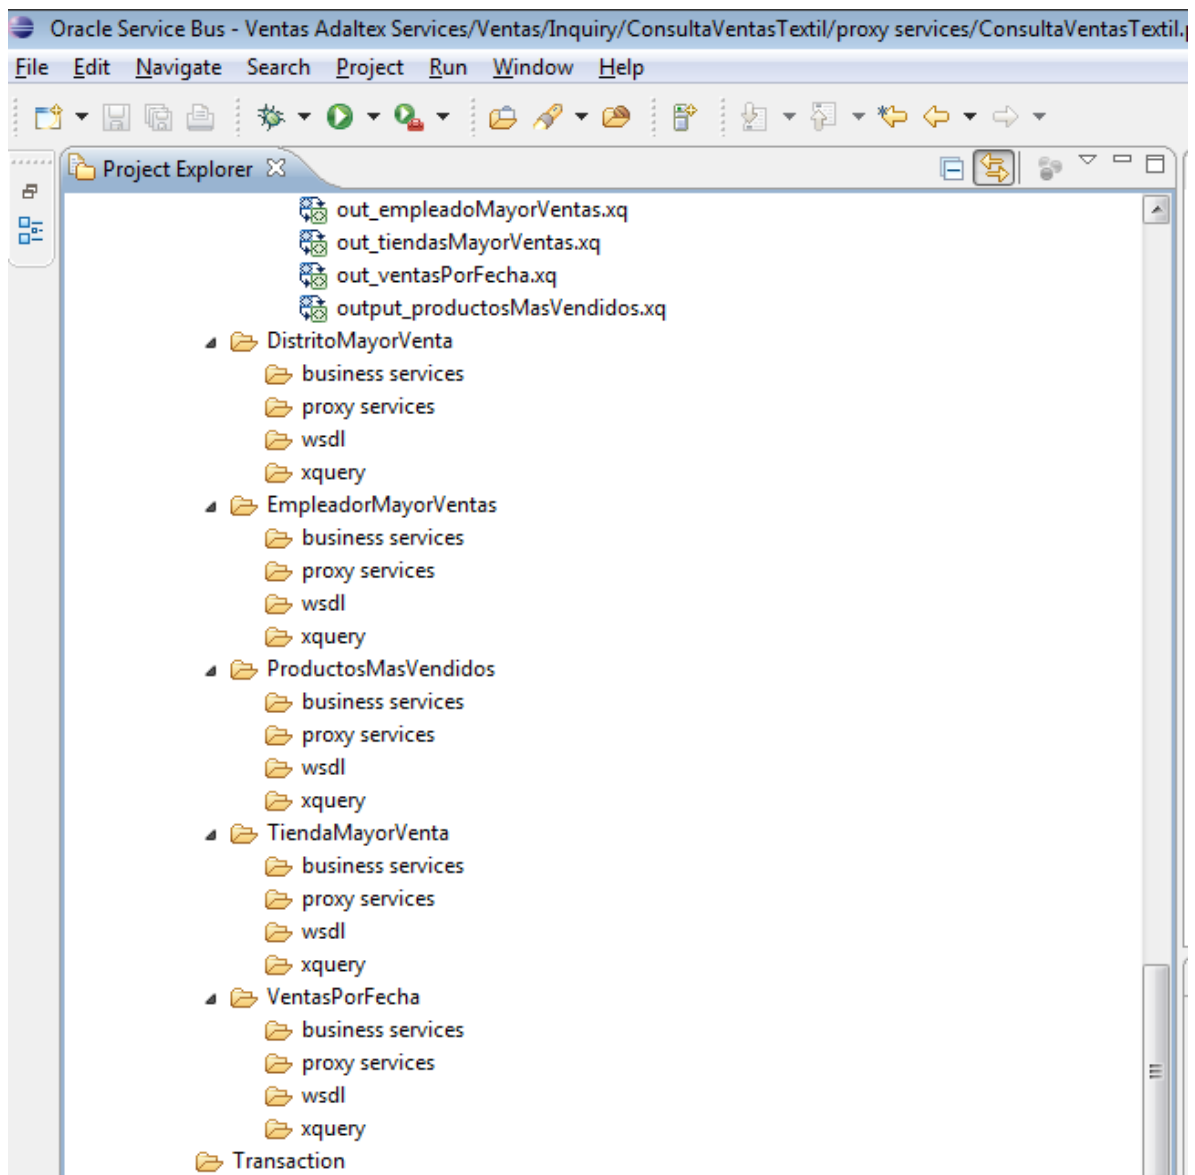 Oracle Service Bus - Ventas Adaltex Services/Ventas/Inquiry/ConsultaVentasTextil/proxy services/ConsultaVentasTextil.
File Edit Navigate Search Project Run Window Help
Project Explorer
out_empleadoMayorVentas.xq
out_tiendasMayorVentas.xq
out_ventasPorFecha.xq
output_productosMasVendidos.xq
DistritoMayorVenta
business services
proxy services
wsdl
xquery
EmpleadorMayorVentas
business services
proxy services
wsdl
xquery
ProductosMasVendidos
business services
proxy services
wsdl
xquery
TiendaMayorVenta
business services
proxy services
wsdl
xquery
VentasPorFecha
business services
proxy services
wsdl
xquery
Transaction